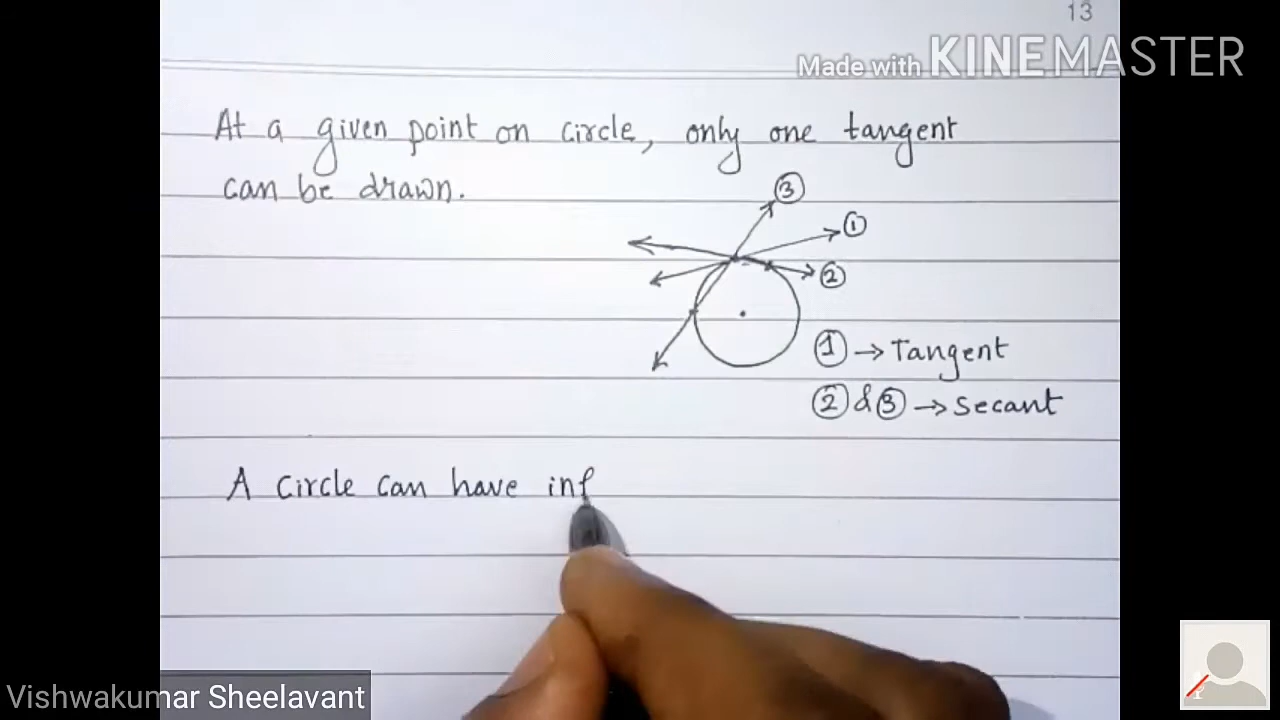 13
Made with KINEMASTER
At a given point on circle, only one tangent
can be drawn.
③
①
②
① → Tangent
② & ③ → Secant
A circle can have inf
Vishwakumar Sheelavant